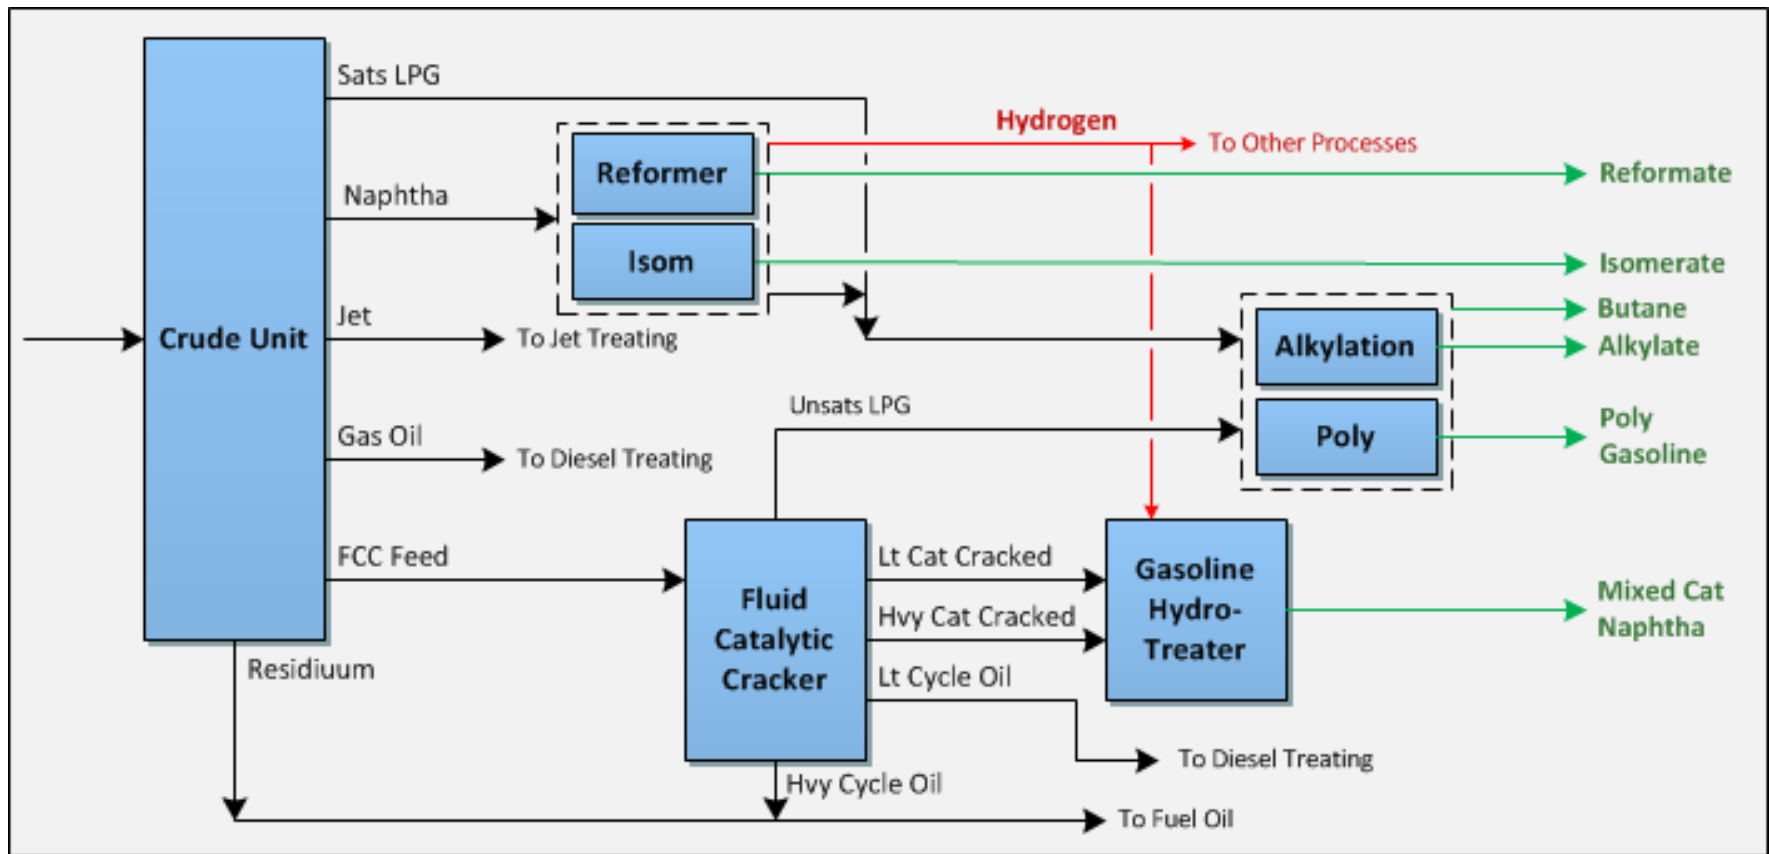 Sats LPG
Hydrogen
To Other Processes
Reformer
Reformate
Naphtha
Isom
Isomerate
Butane
Jet
Crude Unit
To Jet Treating
Alkylation
Alkylate
Unsats LPG
Gas Oil
To Diesel Treating
Poly
Poly
Gasoline
FCC Feed
Lt Cat Cracked
Hvy Cat Cracked
Lt Cycle Oil
Fluid
Catalytic
Cracker
Gasoline
Hydro-
Treater
Mixed Cat
Naphtha
Residiuum
To Diesel Treating
Hvy Cycle Oil
To Fuel Oil